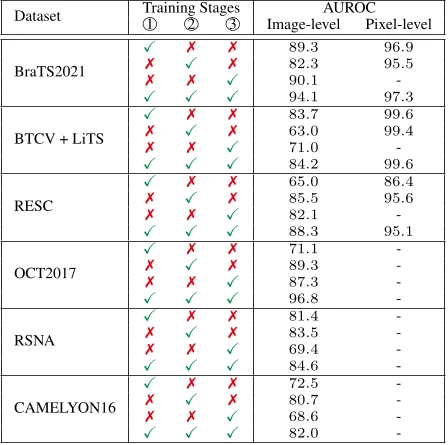 Dataset Training Stages AUROC
① ② ③ Image-level Pixel-level
BraTS2021 ✓ ✗ ✗ 89.3 96.9
✗ ✓ ✗ 82.3 95.5
✗ ✗ ✓ 90.1 -
✓ ✓ ✓ 94.1 97.3
BTCV + LiTS ✓ ✗ ✗ 83.7 99.6
✗ ✓ ✗ 63.0 99.4
✗ ✗ ✓ 71.0 -
✓ ✓ ✓ 84.2 99.6
RESC ✓ ✗ ✗ 65.0 86.4
✗ ✓ ✗ 85.5 95.6
✗ ✗ ✓ 82.1 -
✓ ✓ ✓ 88.3 95.1
OCT2017 ✓ ✗ ✗ 71.1 -
✗ ✓ ✗ 89.3 -
✗ ✗ ✓ 87.3 -
✓ ✓ ✓ 96.8 -
RSNA ✓ ✗ ✗ 81.4 -
✗ ✓ ✗ 83.5 -
✗ ✗ ✓ 69.4 -
✓ ✓ ✓ 84.6 -
CAMELYON16 ✓ ✗ ✗ 72.5 -
✗ ✓ ✗ 80.7 -
✗ ✗ ✓ 68.6 -
✓ ✓ ✓ 82.0 -